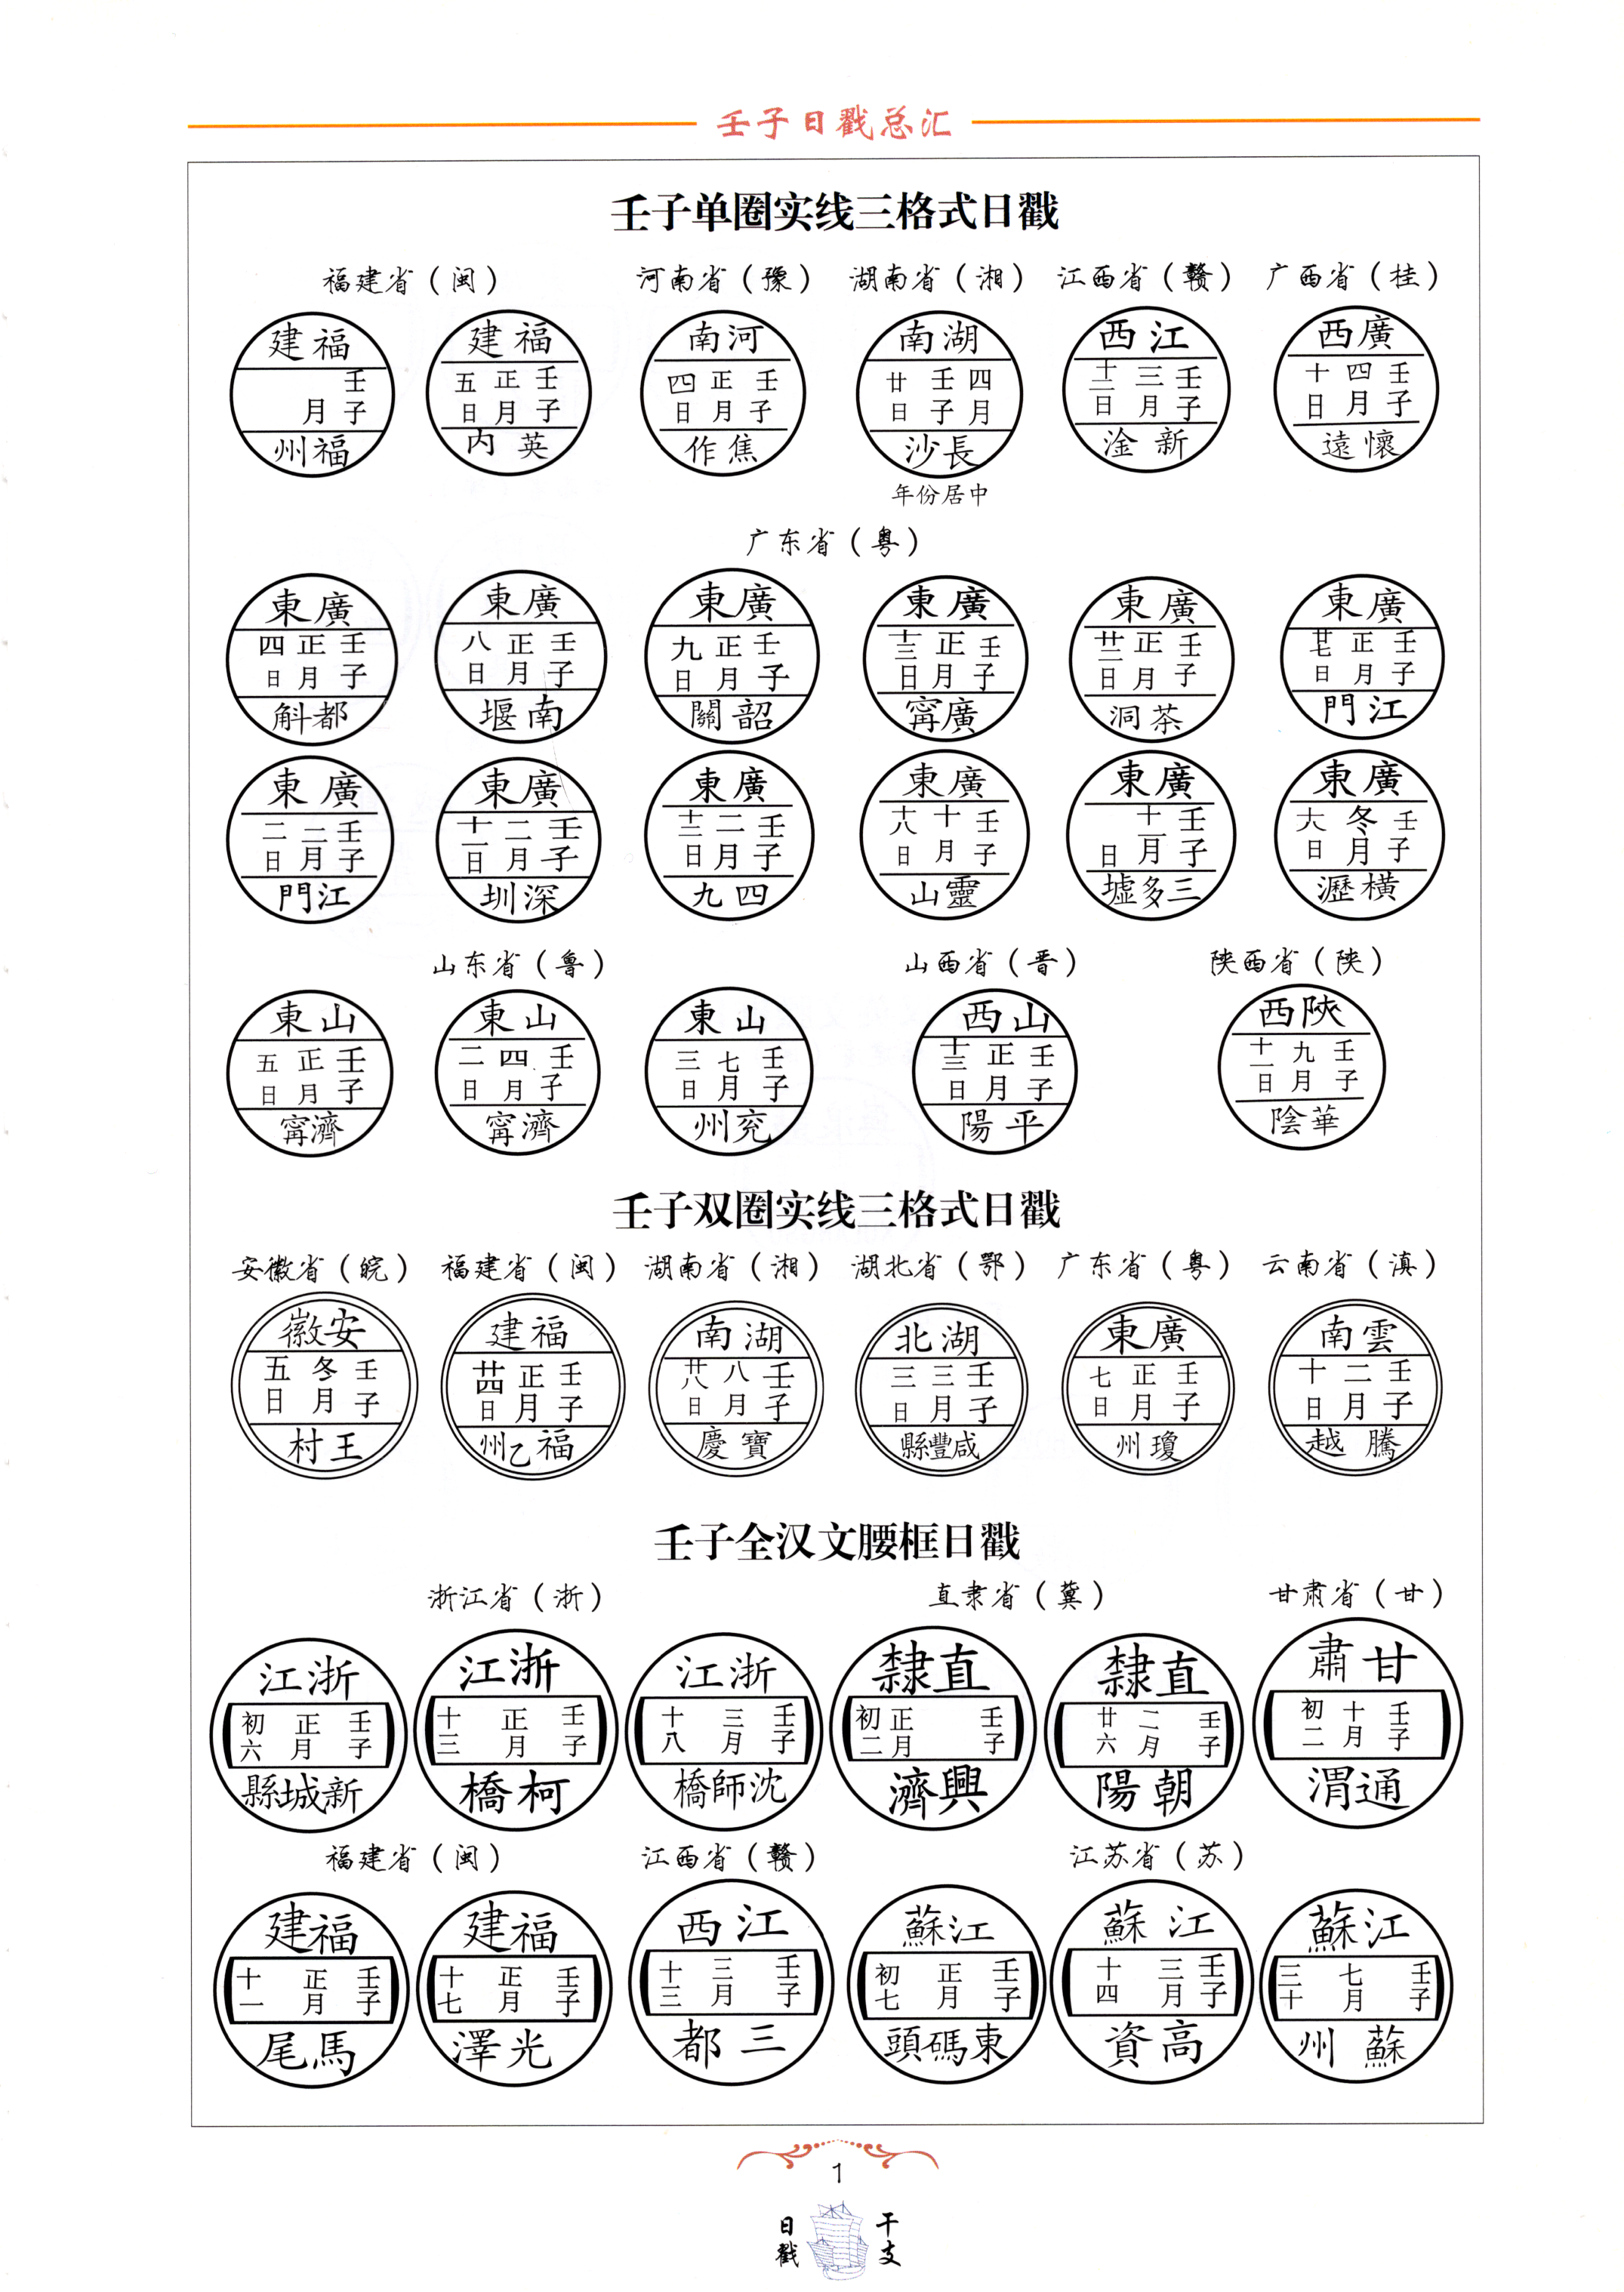 壬子日戳总汇
壬子单圈实线三格式日戳
福建省（闽）
河南省（豫）
湖南省（湘）
江西省（赣）
广西省（桂）
福建
壬子 月
福州
福建
壬子 正月 五日
英内
河南
壬子 正月 四日
焦作
湖南
四月 壬子 廿日
長沙
年份居中
江西
壬子 三月 十二日
新淦
廣西
壬子 四月 十日
懷遠
广东省（粤）
廣東
壬子 正月 四日
都斛
廣東
壬子 正月 八日
南堰
廣東
壬子 正月 九日
韶關
廣東
壬子 正月 十三日
廣甯
廣東
壬子 正月 廿二日
茶洞
廣東
壬子 正月 廿七日
江門
廣東
壬子 二月 二日
江門
廣東
壬子 二月 十一日
深圳
廣東
壬子 二月 十三日
四九
廣東
壬子 十月 十八日
靈山
廣東
壬子 十一月 日
三多墟
廣東
壬子 冬月 六日
橫瀝
山东省（鲁）
山西省（晋）
陕西省（陕）
山東
壬子 正月 五日
濟甯
山東
壬子 四月 二日
濟甯
山東
壬子 七月 三日
兖州
山西
壬子 正月 十三日
平陽
陝西
壬子 九月 十一日
華陰
壬子双圈实线三格式日戳
安徽省（皖）
福建省（闽）
湖南省（湘）
湖北省（鄂）
广东省（粤）
云南省（滇）
安徽
壬子 冬月 五日
王村
福建
壬子 正月 廿四日
福乙州
湖南
壬子 八月 廿八日
寶慶
湖北
壬子 三月 三日
咸豐縣
廣東
壬子 正月 七日
瓊州
雲南
壬子 二月 十日
騰越
壬子全汉文腰框日戳
浙江省（浙）
直隶省（冀）
甘肃省（甘）
浙江
壬子 正月 初六
新城縣
浙江
壬子 正月 十三
柯橋
浙江
壬子 三月 十八
沈師橋
直隸
壬子 正月 初二
興濟
直隸
壬子 二月 廿六
朝陽
甘肅
壬子 十月 初二
通渭
福建省（闽）
江西省（赣）
江苏省（苏）
福建
壬子 正月 十一
馬尾
福建
壬子 正月 十七
光澤
江西
壬子 三月 十三
三都
江蘇
壬子 正月 初七
東碼頭
江蘇
壬子 三月 十四
高資
江蘇
壬子 七月 三十
蘇州
1
干支
日戳